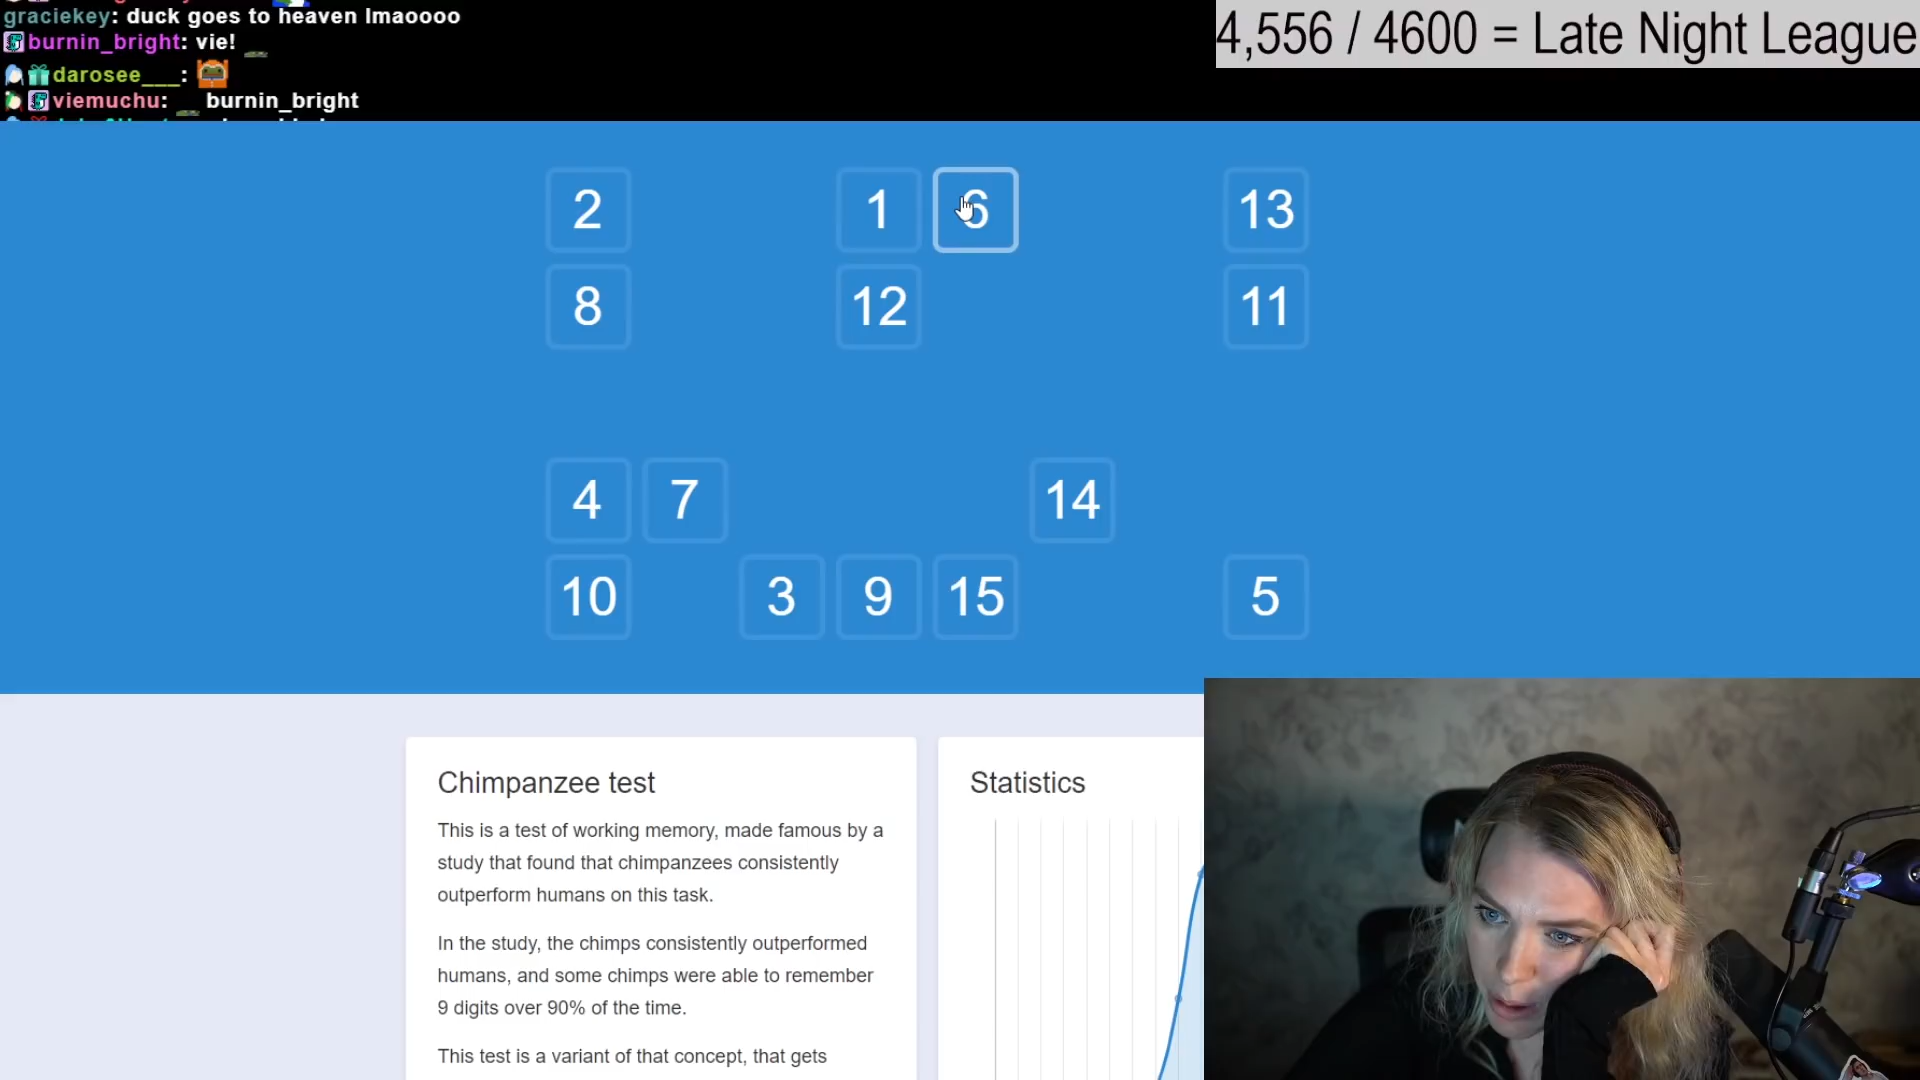 graciekey: duck goes to heaven lmaoooo
burnin_bright: vie!
darosee___:
viemuchu: burnin_bright
4,556 / 4600 = Late Night League
2 1 6 13
8 12 11
4 7 14
10 3 9 15 5
Chimpanzee test
This is a test of working memory, made famous by a
study that found that chimpanzees consistently
outperform humans on this task.
In the study, the chimps consistently outperformed
humans, and some chimps were able to remember
9 digits over 90% of the time.
This test is a variant of that concept, that gets
Statistics